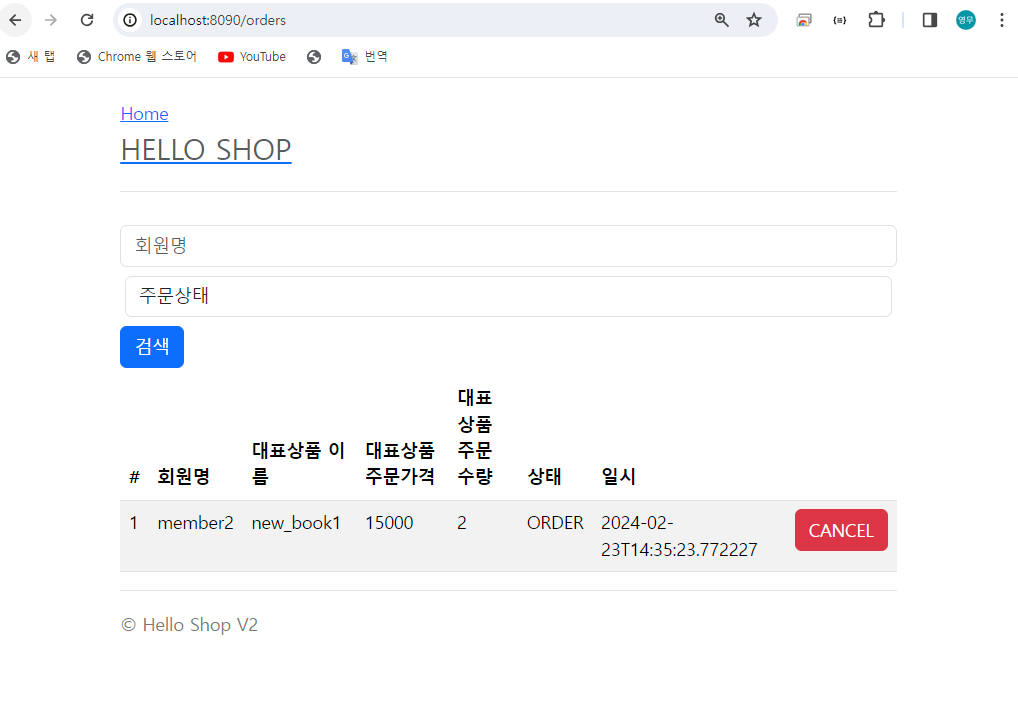 localhost:8090/orders
영무
새 탭
Chrome 웹 스토어
YouTube
번역
Home
HELLO SHOP
회원명
주문상태
검색
# 회원명 대표상품 이름 대표상품 주문가격 대표 상품 주문 수량 상태 일시
1 member2 new_book1 15000 2 ORDER 2024-02-23T14:35:23.772227 CANCEL
© Hello Shop V2